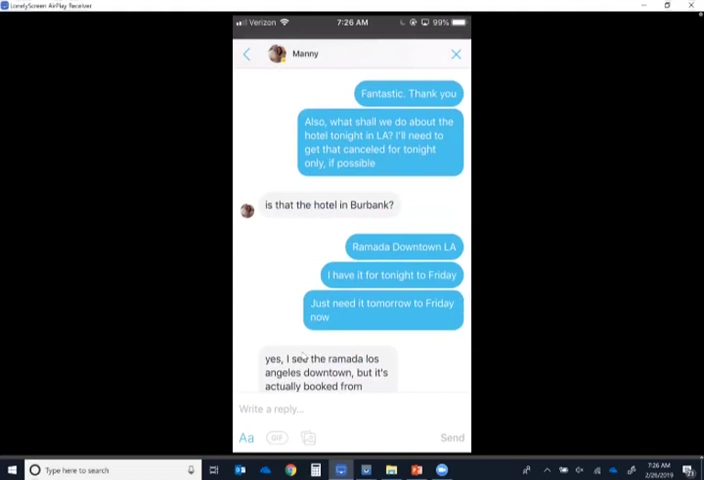 LonelyScreen AirPlay Receiver
Verizon
7:26 AM
99%
Manny
Fantastic. Thank you
Also, what shall we do about the
hotel tonight in LA? I'll need to
get that canceled for tonight
only, if possible
is that the hotel in Burbank?
Ramada Downtown LA
I have it for tonight to Friday
Just need it tomorrow to Friday
now
yes, I see the ramada los
angeles downtown, but it's
actually booked from
Write a reply...
Aa
GIF
Send
Type here to search
7:26 AM
2/26/2019